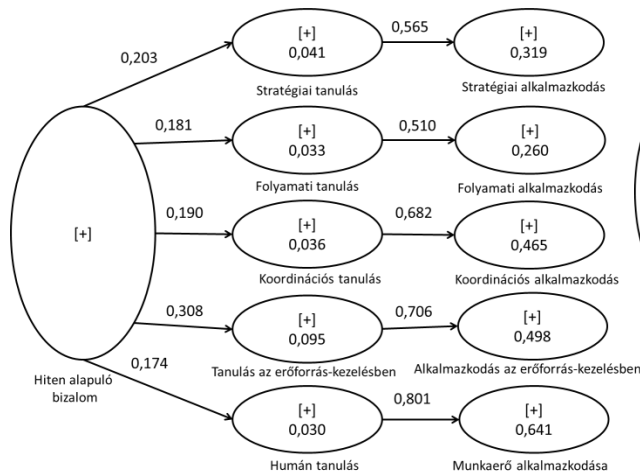 [+]
0,041
Stratégiai tanulás
0,203
0,565
[+]
0,319
Stratégiai alkalmazkodás
0,181
[+]
0,033
Folyamati tanulás
0,510
[+]
0,260
Folyamati alkalmazkodás
[+]
Hiten alapuló
bizalom
0,190
[+]
0,036
Koordinációs tanulás
0,682
[+]
0,465
Koordinációs alkalmazkodás
0,308
[+]
0,095
Tanulás az erőforrás-kezelésben
0,706
[+]
0,498
Alkalmazkodás az erőforrás-kezelésben
0,174
[+]
0,030
Humán tanulás
0,801
[+]
0,641
Munkaerő alkalmazkodása